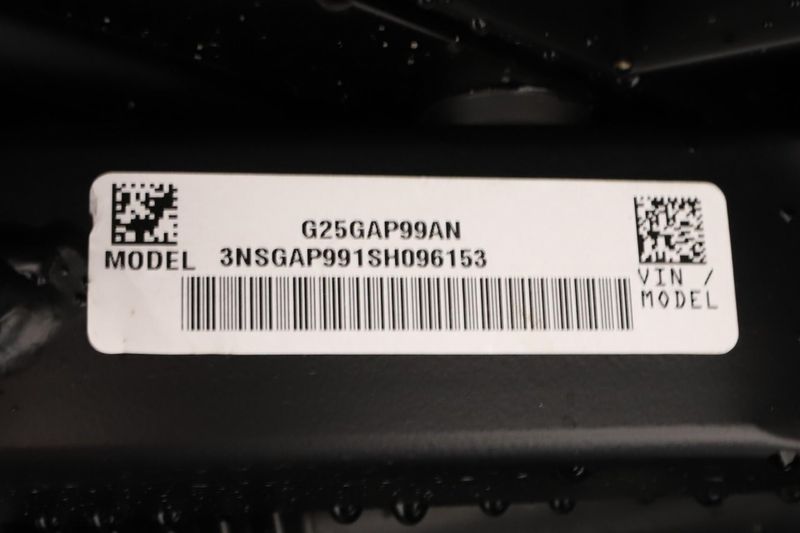 G25GAP99AN
MODEL 3NSGAP991SH096153
VIN /
MODEL